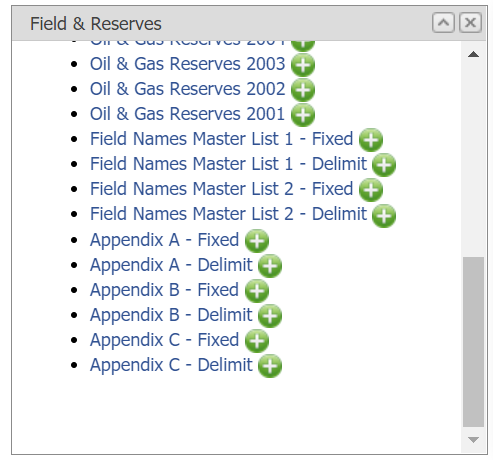 Field & Reserves
Oil & Gas Reserves 2004
Oil & Gas Reserves 2003
Oil & Gas Reserves 2002
Oil & Gas Reserves 2001
Field Names Master List 1 - Fixed
Field Names Master List 1 - Delimit
Field Names Master List 2 - Fixed
Field Names Master List 2 - Delimit
Appendix A - Fixed
Appendix A - Delimit
Appendix B - Fixed
Appendix B - Delimit
Appendix C - Fixed
Appendix C - Delimit